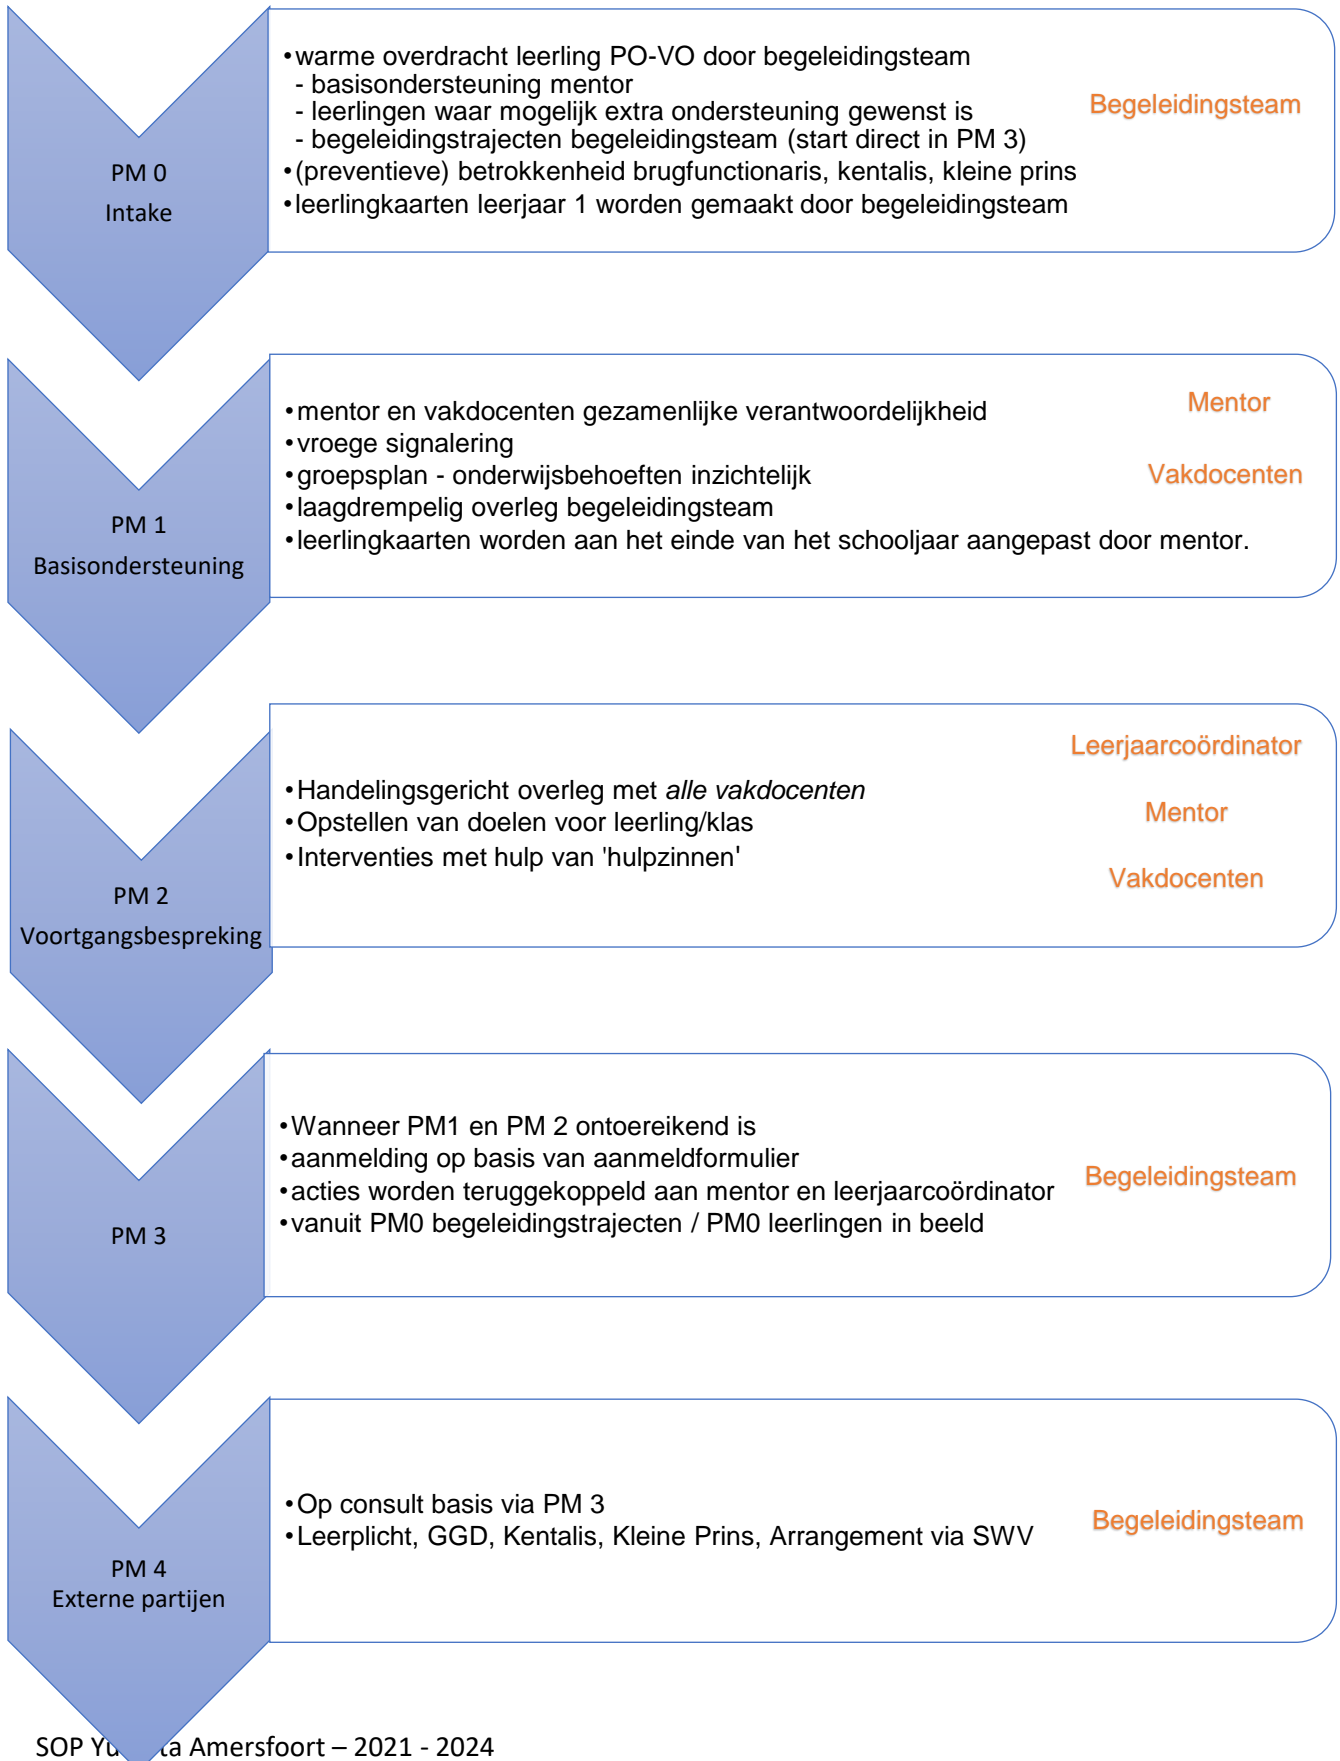 PM 0
Intake
•warme overdracht leerling PO-VO door begeleidingsteam
- basisondersteuning mentor
- leerlingen waar mogelijk extra ondersteuning gewenst is
- begeleidingstrajecten begeleidingsteam (start direct in PM 3)
•(preventieve) betrokkenheid brugfunctionaris, kentalis, kleine prins
•leerlingkaarten leerjaar 1 worden gemaakt door begeleidingsteam
Begeleidingsteam
PM 1
Basisondersteuning
•mentor en vakdocenten gezamenlijke verantwoordelijkheid
•vroege signalering
•groepsplan - onderwijsbehoeften inzichtelijk
•laagdrempelig overleg begeleidingsteam
•leerlingkaarten worden aan het einde van het schooljaar aangepast door mentor.
Mentor
Vakdocenten
PM 2
Voortgangsbespreking
•Handelingsgericht overleg met alle vakdocenten
•Opstellen van doelen voor leerling/klas
•Interventies met hulp van 'hulpzinnen'
Leerjaarcoördinator
Mentor
Vakdocenten
PM 3
•Wanneer PM1 en PM 2 ontoereikend is
•aanmelding op basis van aanmeldformulier
•acties worden teruggekoppeld aan mentor en leerjaarcoördinator
•vanuit PM0 begeleidingstrajecten / PM0 leerlingen in beeld
Begeleidingsteam
PM 4
Externe partijen
•Op consult basis via PM 3
•Leerplicht, GGD, Kentalis, Kleine Prins, Arrangement via SWV
Begeleidingsteam
SOP Amersfoort – 2021 - 2024